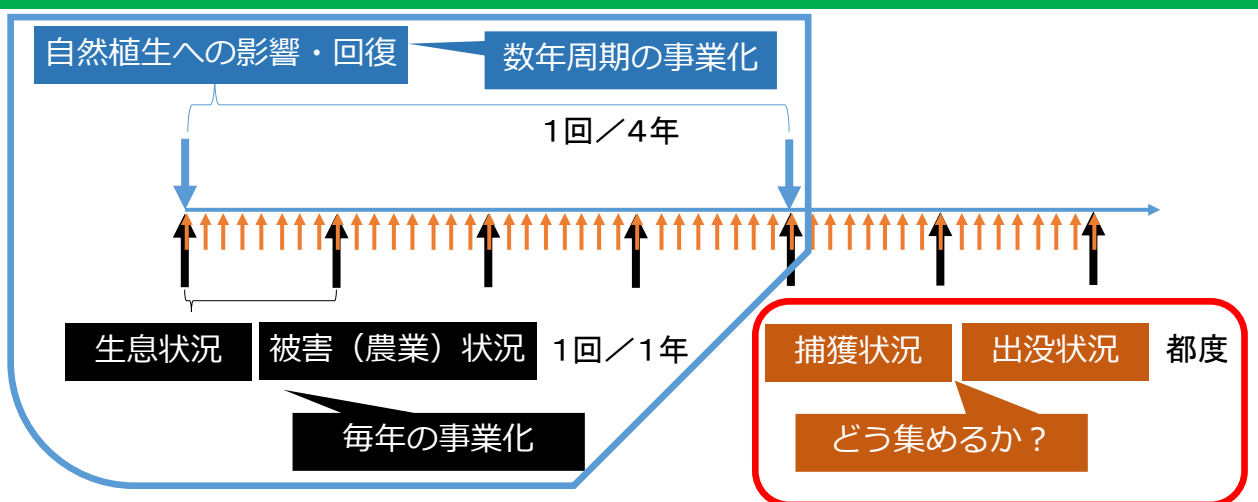 自然植生への影響・回復
数年周期の事業化
1回／4年
生息状況
被害（農業）状況
1回／1年
毎年の事業化
捕獲状況
出没状況
都度
どう集めるか？